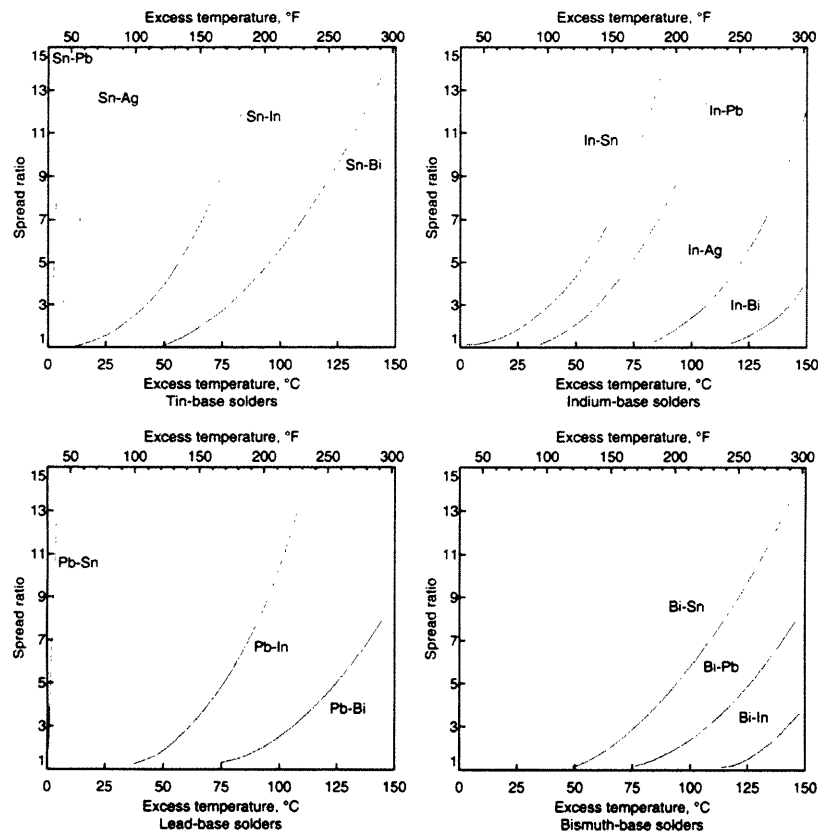 Excess temperature, °F
0 50 100 150 200 250 300
15
13
11
9
7
5
3
1
Spread ratio
Sn-Pb
Sn-Ag
Sn-In
Sn-Bi
0 25 50 75 100 125 150
Excess temperature, °C
Tin-base solders
Excess temperature, °F
50 100 150 200 250 300
15
13
11
9
7
5
3
1
Spread ratio
In-Sn
In-Pb
In-Ag
In-Bi
0 25 50 75 100 125 150
Excess temperature, °C
Indium-base solders
Excess temperature, °F
50 100 150 200 250 300
15
13
11
9
7
5
3
1
Spread ratio
Pb-Sn
Pb-In
Pb-Bi
0 25 50 75 100 125 150
Excess temperature, °C
Lead-base solders
Excess temperature, °F
50 100 150 200 250 300
15
13
11
9
7
5
3
1
Spread ratio
Bi-Sn
Bi-Pb
Bi-In
0 25 50 75 100 125 150
Excess temperature, °C
Bismuth-base solders